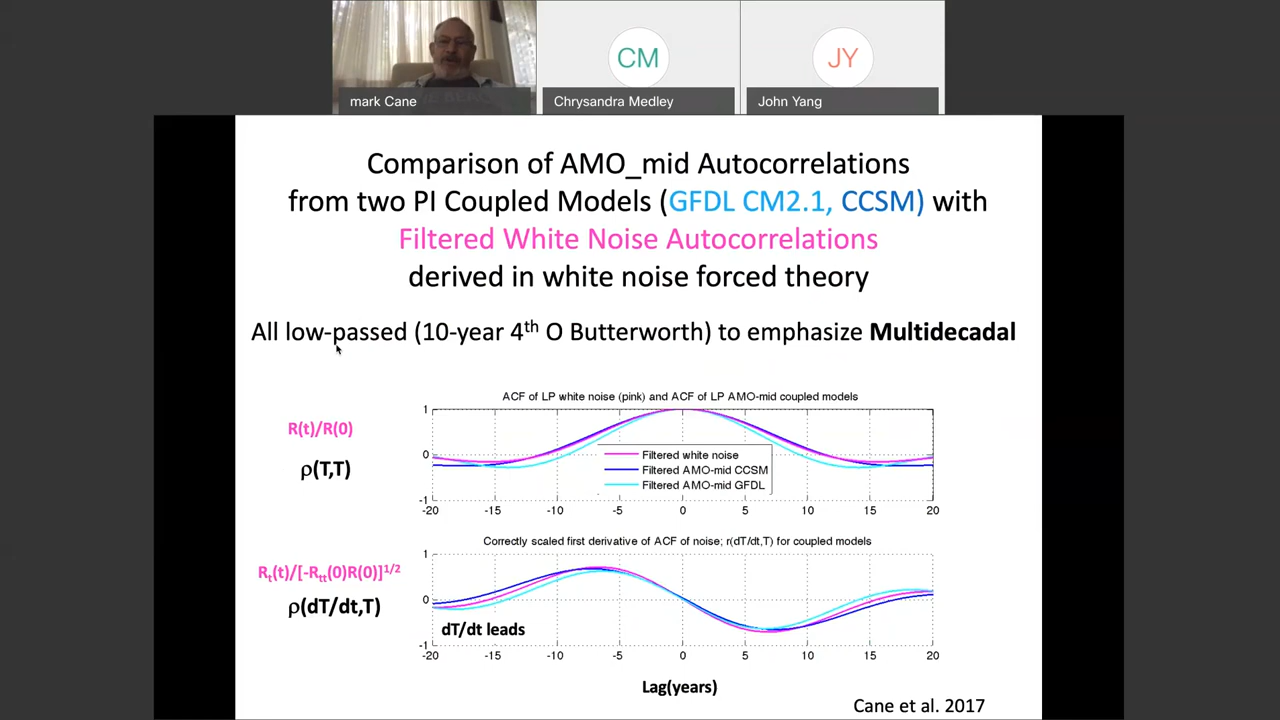 CM
JY
mark Cane
Chrysandra Medley
John Yang
Comparison of AMO_mid Autocorrelations
from two PI Coupled Models (GFDL CM2.1, CCSM) with
Filtered White Noise Autocorrelations
derived in white noise forced theory
All low-passed (10-year 4th O Butterworth) to emphasize Multidecadal
ACF of LP white noise (pink) and ACF of LP AMO-mid coupled models
R(t)/R(0)
ρ(T,T)
1
0
-1
Filtered white noise
Filtered AMO-mid CCSM
Filtered AMO-mid GFDL
-20 -15 -10 -5 0 5 10 15 20
Correctly scaled first derivative of ACF of noise; r(dT/dt,T) for coupled models
Rt(t)/[-Rtt(0)R(0)]1/2
ρ(dT/dt,T)
1
0
-1
dT/dt leads
-20 -15 -10 -5 0 5 10 15 20
Lag(years)
Cane et al. 2017